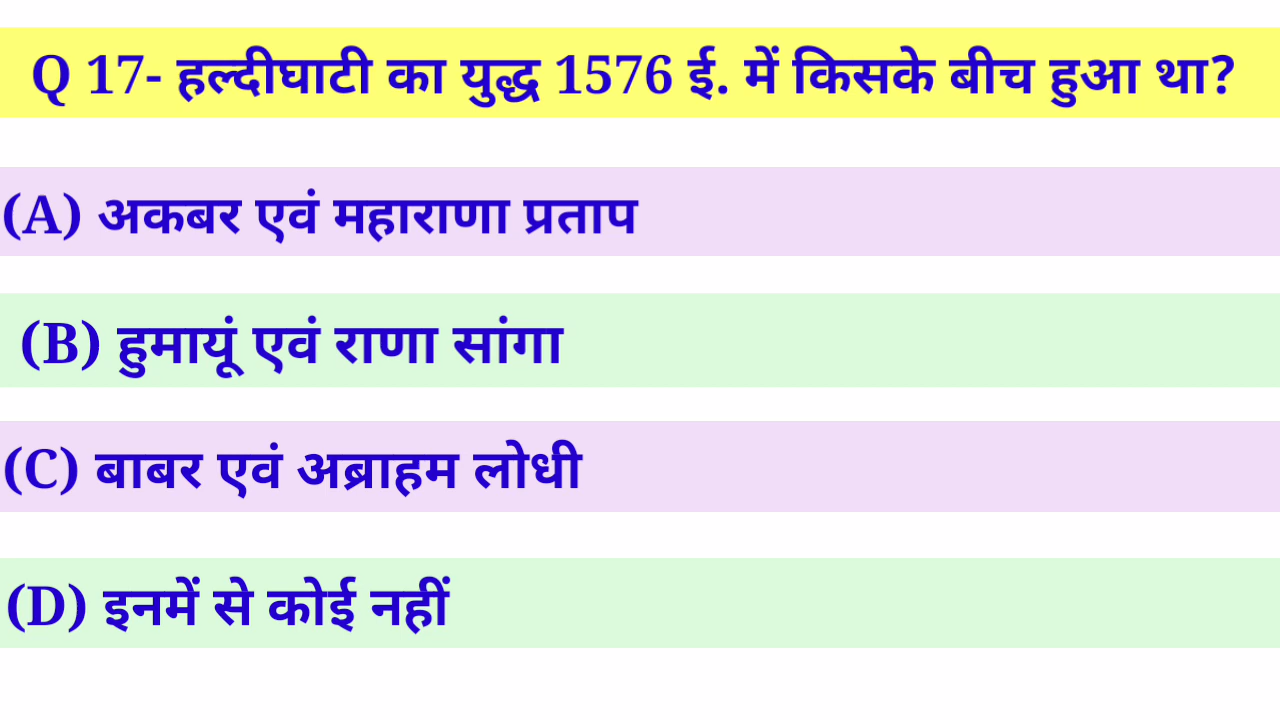 Q 17- हल्दीघाटी का युद्ध 1576 ई. में किसके बीच हुआ था?
(A) अकबर एवं महाराणा प्रताप
(B) हुमायूं एवं राणा सांगा
(C) बाबर एवं अब्राहम लोधी
(D) इनमें से कोई नहीं